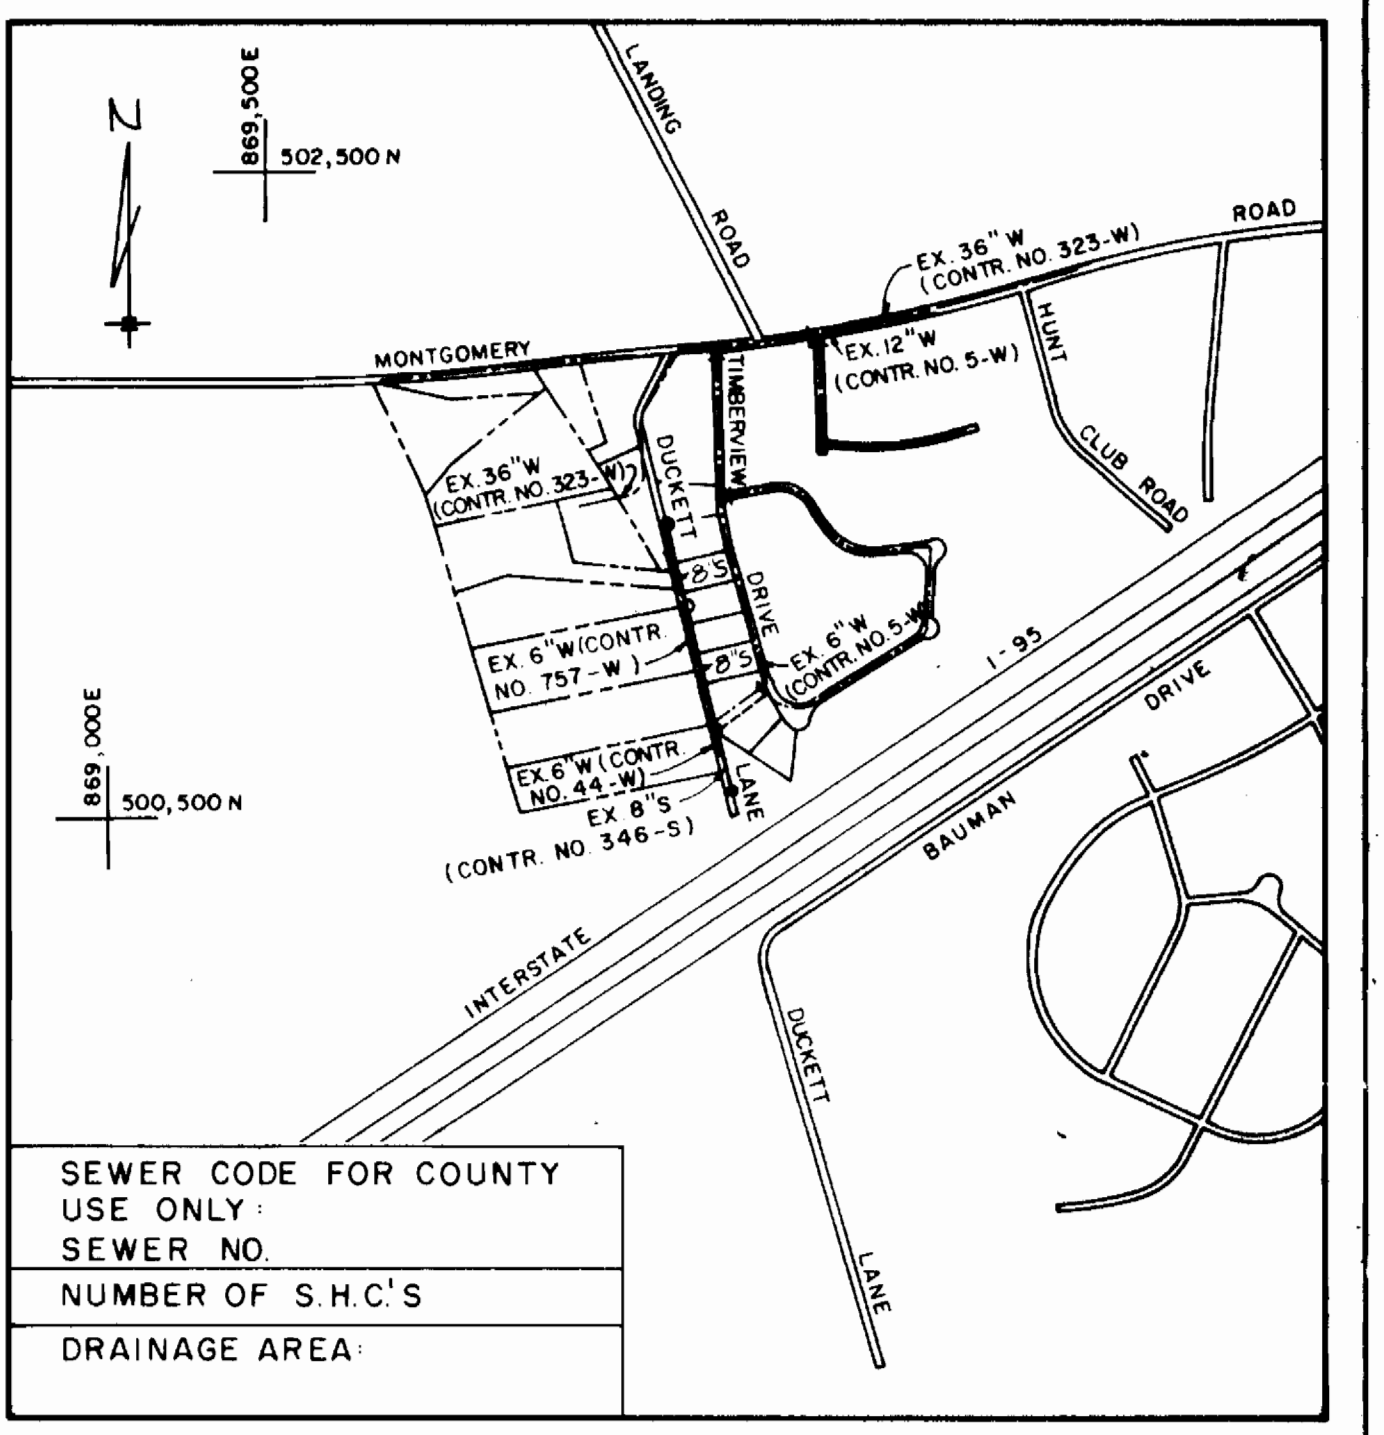 LANDING
ROAD
869,500E
502,500 N
N
ROAD
EX. 36" W
(CONTR. NO. 323-W)
MONTGOMERY
EX. 12" W
(CONTR. NO. 5-W)
HUNT
CLUB ROAD
TIMBERVIEW
DRIVE
DUCKETT
LANE
EX. 36" W
(CONTR. NO. 323-W)
8"S
EX. 6" W (CONTR.
NO. 757-W )
8"S
EX. 6" W
(CONTR. NO. 5-W
I-95
DRIVE
869,000E
500,500 N
EX. 6" W (CONTR.
NO. 44-W)
EX. 8" S
(CONTR. NO. 346-S)
BAUMAN
INTERSTATE
DUCKETT
LANE
SEWER CODE FOR COUNTY
USE ONLY:
SEWER NO.
NUMBER OF S.H.C.'S
DRAINAGE AREA: